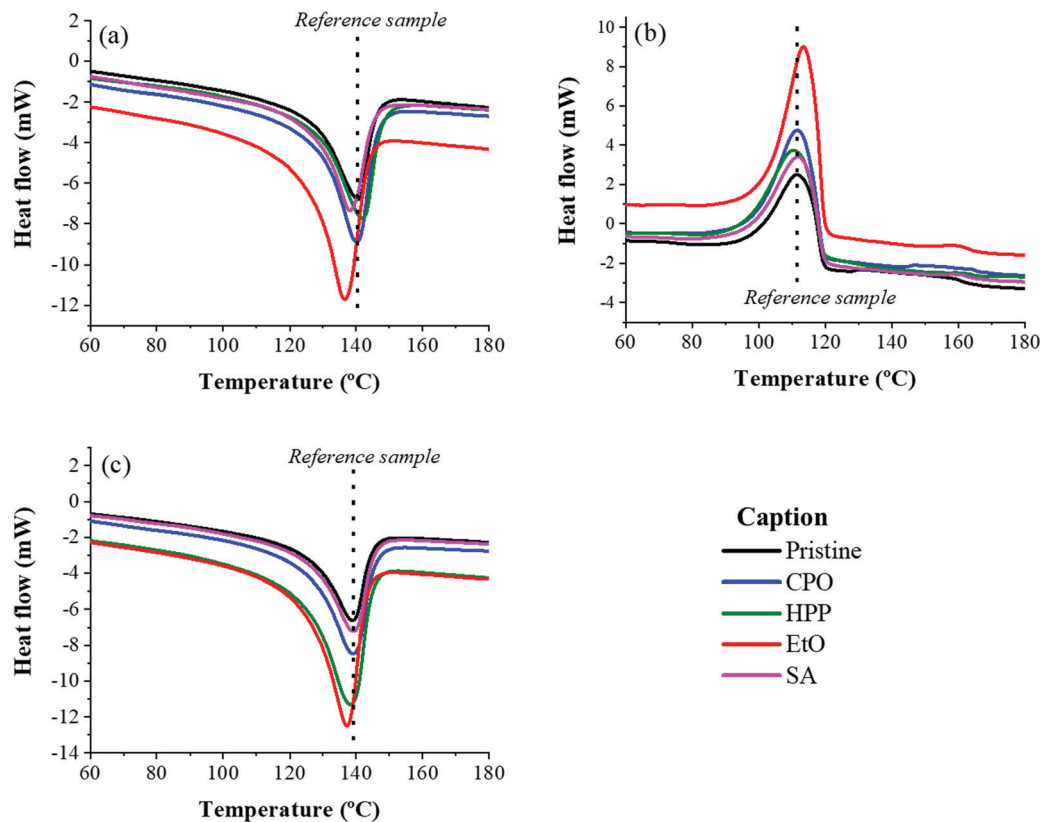 (a)
Reference sample
2
0
-2
-4
-6
-8
-10
-12
Heat flow (mW)
60 80 100 120 140 160 180
Temperature (ºC)
(b)
10
8
6
4
2
0
-2
-4
Heat flow (mW)
Reference sample
60 80 100 120 140 160 180
Temperature (ºC)
(c)
Reference sample
2
0
-2
-4
-6
-8
-10
-12
-14
Heat flow (mW)
60 80 100 120 140 160 180
Temperature (ºC)
Caption
Pristine
CPO
HPP
EtO
SA